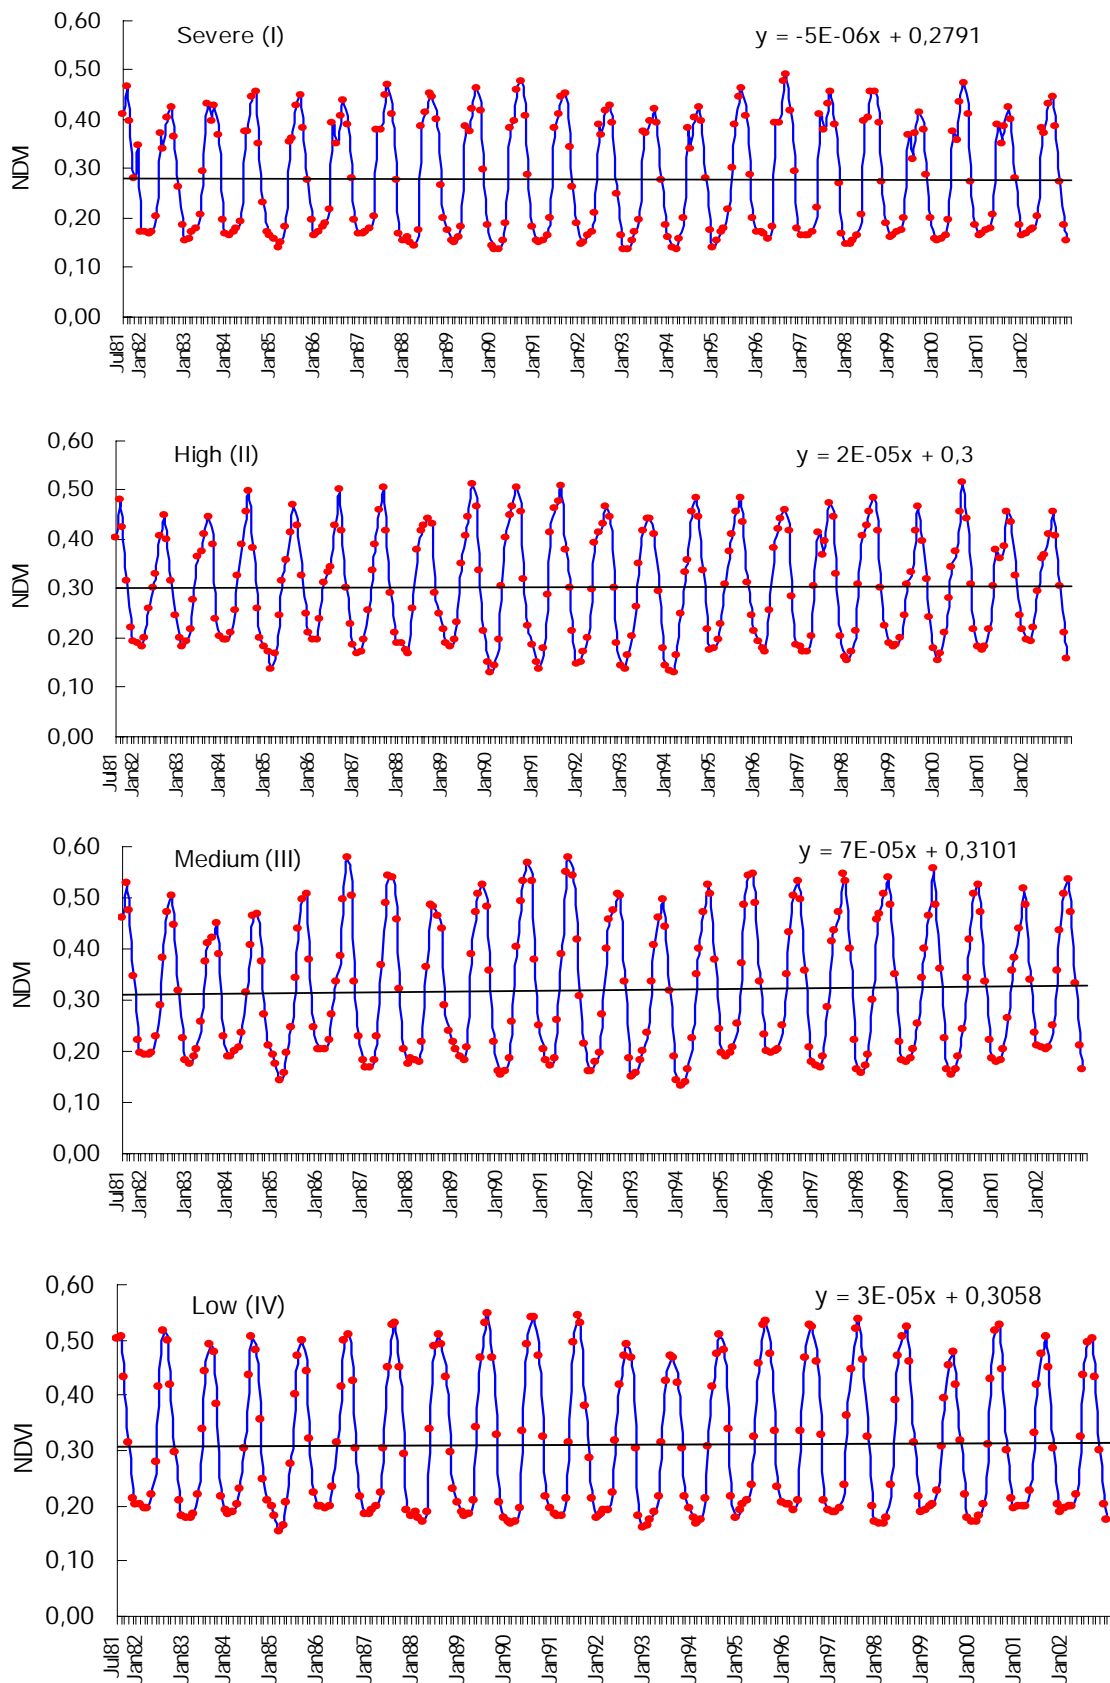 Severe (I)
y = -5E-06x + 0,2791
NDVI
0,60
0,50
0,40
0,30
0,20
0,10
0,00
Jul81 Jan82 Jan83 Jan84 Jan85 Jan86 Jan87 Jan88 Jan89 Jan90 Jan91 Jan92 Jan93 Jan94 Jan95 Jan96 Jan97 Jan98 Jan99 Jan00 Jan01 Jan02
High (II)
y = 2E-05x + 0,3
NDVI
0,60
0,50
0,40
0,30
0,20
0,10
0,00
Jul81 Jan82 Jan83 Jan84 Jan85 Jan86 Jan87 Jan88 Jan89 Jan90 Jan91 Jan92 Jan93 Jan94 Jan95 Jan96 Jan97 Jan98 Jan99 Jan00 Jan01 Jan02
Medium (III)
y = 7E-05x + 0,3101
NDVI
0,60
0,50
0,40
0,30
0,20
0,10
0,00
Jul81 Jan82 Jan83 Jan84 Jan85 Jan86 Jan87 Jan88 Jan89 Jan90 Jan91 Jan92 Jan93 Jan94 Jan95 Jan96 Jan97 Jan98 Jan99 Jan00 Jan01 Jan02
Low (IV)
y = 3E-05x + 0,3058
NDVI
0,60
0,50
0,40
0,30
0,20
0,10
0,00
Jul81 Jan82 Jan83 Jan84 Jan85 Jan86 Jan87 Jan88 Jan89 Jan90 Jan91 Jan92 Jan93 Jan94 Jan95 Jan96 Jan97 Jan98 Jan99 Jan00 Jan01 Jan02